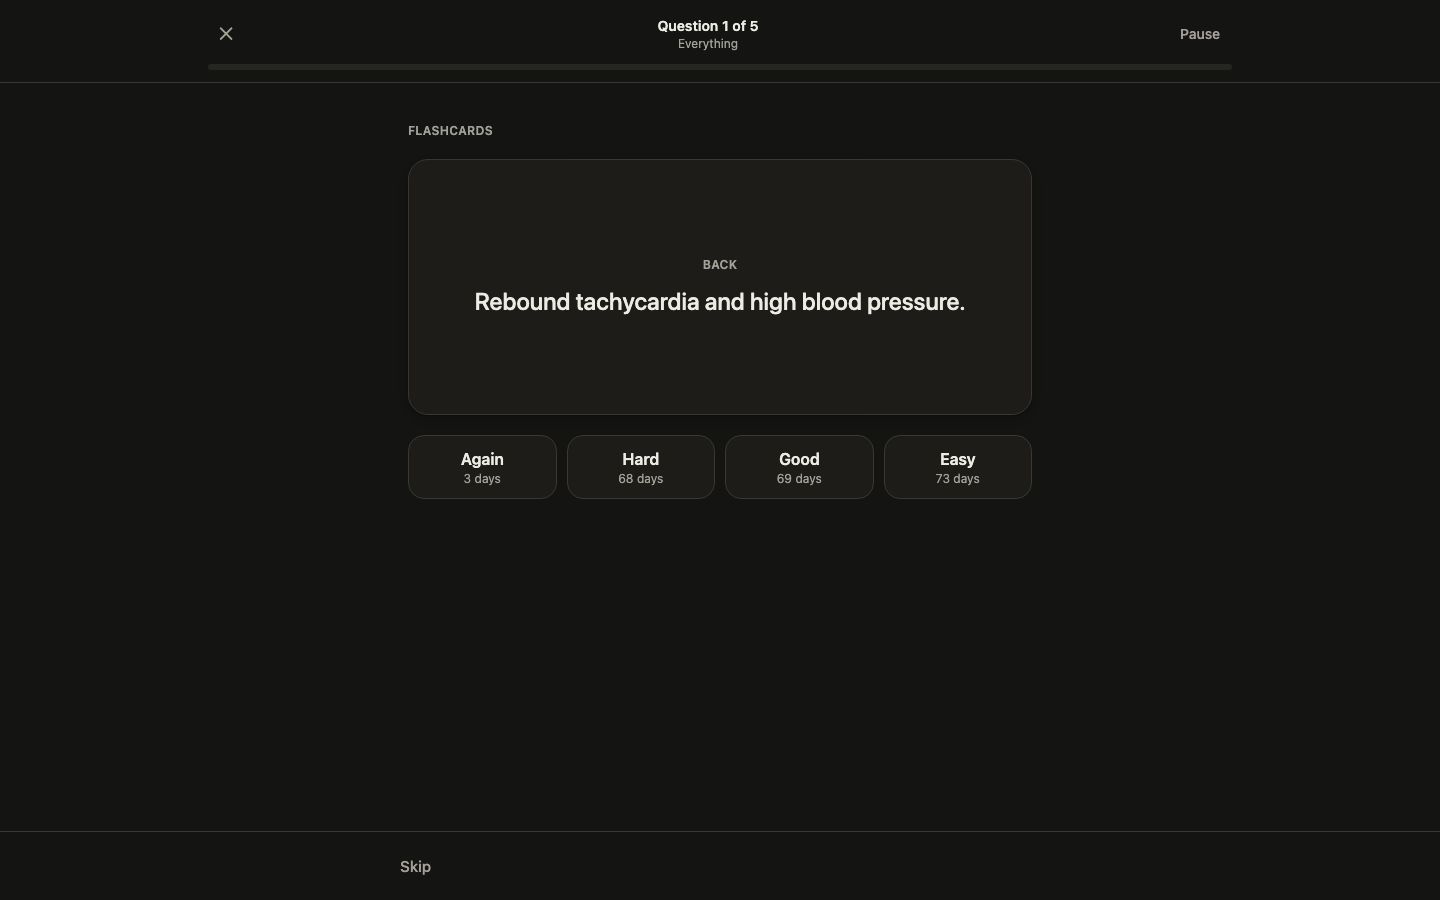 Question 1 of 5
Everything
Pause
FLASHCARDS
BACK
Rebound tachycardia and high blood pressure.
Again
3 days
Hard
68 days
Good
69 days
Easy
73 days
Skip